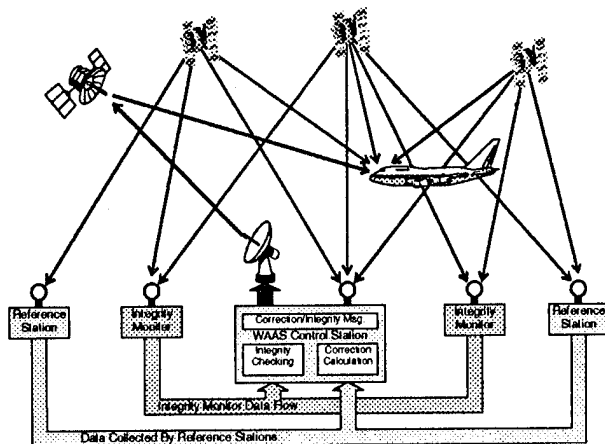 Reference
Station
Integrity
Monitor
Correction/Integrity Msg.
WAAS Control Station
Integrity
Checking
Correction
Calculation
Integrity
Monitor
Reference
Station
Integrity Monitor Data Flow
Data Collected By Reference Stations